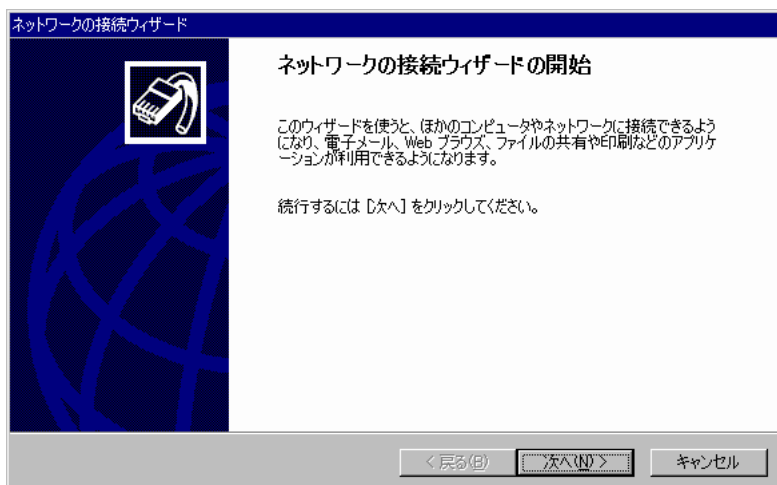 ネットワークの接続ウィザード
ネットワークの接続ウィザードの開始
このウィザードを使うと、ほかのコンピュータやネットワークに接続できるよう
になり、電子メール、Web ブラウズ、ファイルの共有や印刷などのアプリケ
ーションが利用できるようになります。
続行するには [次へ] をクリックしてください。
< 戻る(B)
次へ(N) >
キャンセル